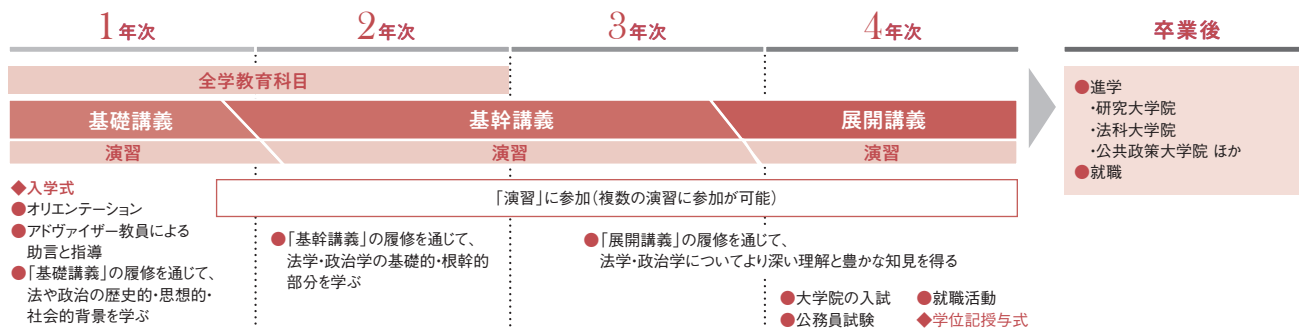 1年次
2年次
3年次
4年次
卒業後
全学教育科目
基礎講義
基幹講義
展開講義
演習
演習
演習
◆入学式
●オリエンテーション
●アドヴァイザー教員による
助言と指導
●「基礎講義」の履修を通じて、
法や政治の歴史的・思想的・
社会的背景を学ぶ
「演習」に参加(複数の演習に参加が可能)
●「基幹講義」の履修を通じて、
法学・政治学の基礎的・根幹的
部分を学ぶ
●「展開講義」の履修を通じて、
法学・政治学についてより深い理解と豊かな知見を得る
●大学院の入試
●就職活動
●公務員試験
◆学位記授与式
●進学
・研究大学院
・法科大学院
・公共政策大学院 ほか
●就職